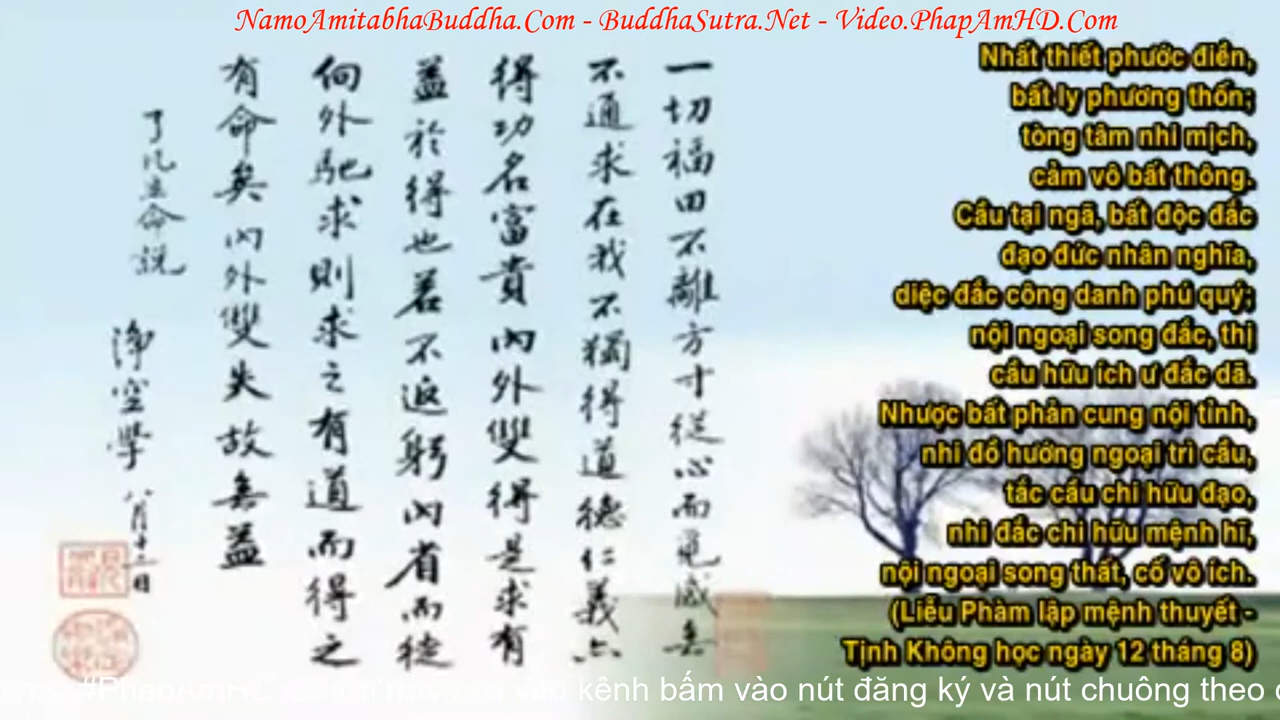 NamoAmitabhaBuddha.Com - BuddhaSutra.Net - Video.PhapAmHD.Com
一切福田不離方寸從心而覓感無
不通求在我不獨得道德仁義亦
得功名富貴內外雙得是求有
益於得也若不返躬內省而徒
向外馳求則求之有道而得之
有命矣內外雙失故無益
了凡立命說
淨空學 八月十二日
Nhất thiết phước điền,
bất ly phương thốn;
tòng tâm nhi mịch,
cảm vô bất thông.
Cầu tại ngã, bất độc đắc
đạo đức nhân nghĩa,
diệc đắc công danh phú quý;
nội ngoại song đắc, thị
cầu hữu ích ư đắc dã.
Nhược bất phản cung nội tỉnh,
nhi đồ hướng ngoại trì cầu,
tắc cầu chi hữu đạo,
nhi đắc chi hữu mệnh hĩ,
nội ngoại song thất, cố vô ích.
(Liễu Phàm lập mệnh thuyết -
Tịnh Không học ngày 12 tháng 8)
#PhapAmH kênh bấm vào nút đăng ký và nút chuông theo